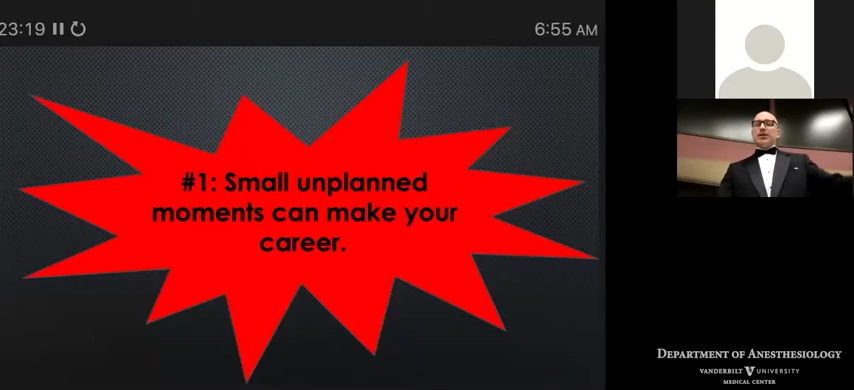 23:19
6:55 AM
#1: Small unplanned
moments can make your
career.
DEPARTMENT OF ANESTHESIOLOGY
VANDERBILT UNIVERSITY
MEDICAL CENTER